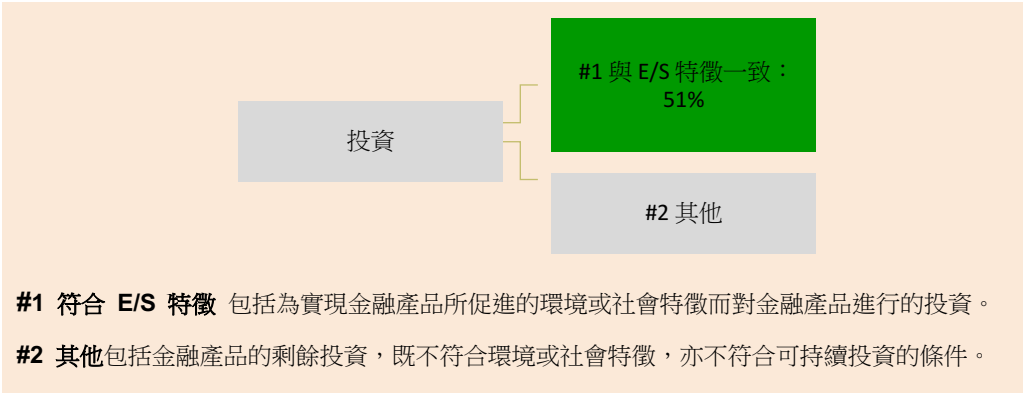 #1 與 E/S 特徵一致：
51%
投資
#2 其他
#1 符合 E/S 特徵 包括為實現金融產品所促進的環境或社會特徵而對金融產品進行的投資。
#2 其他包括金融產品的剩餘投資，既不符合環境或社會特徵，亦不符合可持續投資的條件。